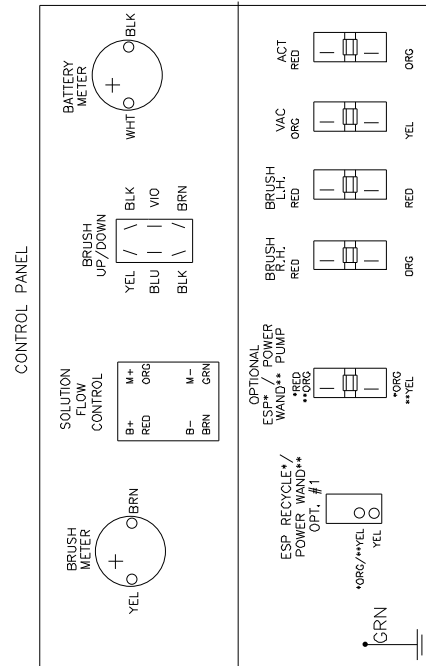 CONTROL PANEL
BRUSH
METER
YEL
BRN
SOLUTION
FLOW
CONTROL
B+
M+
RED
ORG
B-
M-
BRN
GRN
BRUSH
UP/DOWN
YEL
BLK
BLU
VIO
BLK
BRN
BATTERY
METER
WHT
BLK
GRN
ESP RECYCLE*/
POWER WAND**
OPT. #1
*ORG/**YEL
YEL
OPTIONAL
ESP* / POWER
WAND** PUMP
*RED
**ORG
*ORG
**YEL
BRUSH
R.H.
RED
ORG
BRUSH
L.H.
RED
RED
VAC
ORG
YEL
ACT
RED
ORG